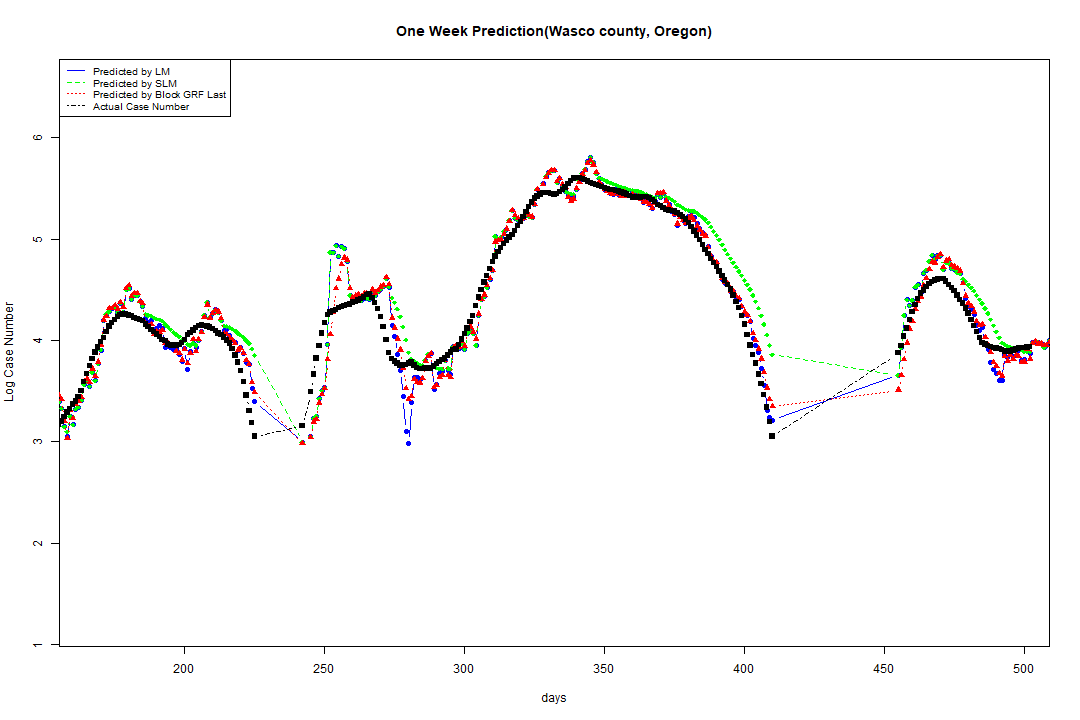 One Week Prediction(Wasco county, Oregon)
Predicted by LM
Predicted by SLM
Predicted by Block GRF Last
Actual Case Number
6
5
4
3
2
1
Log Case Number
200
250
300
350
400
450
500
days